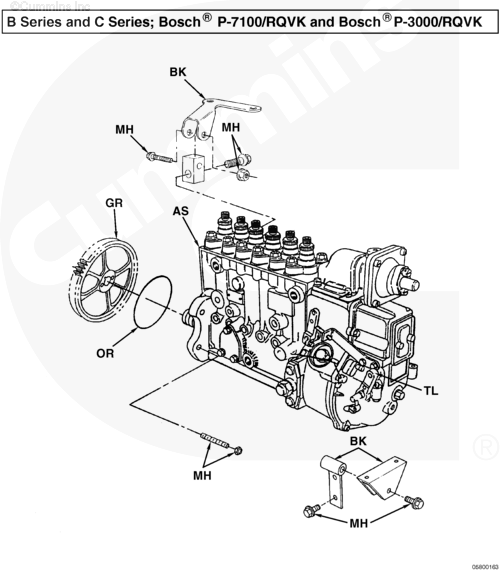 ©Cummins Inc
B Series and C Series; Bosch® P-7100/RQVK and Bosch® P-3000/RQVK
BK
MH
MH
GR
AS
OR
TL
BK
MH
MH
Cummins
®
05800163